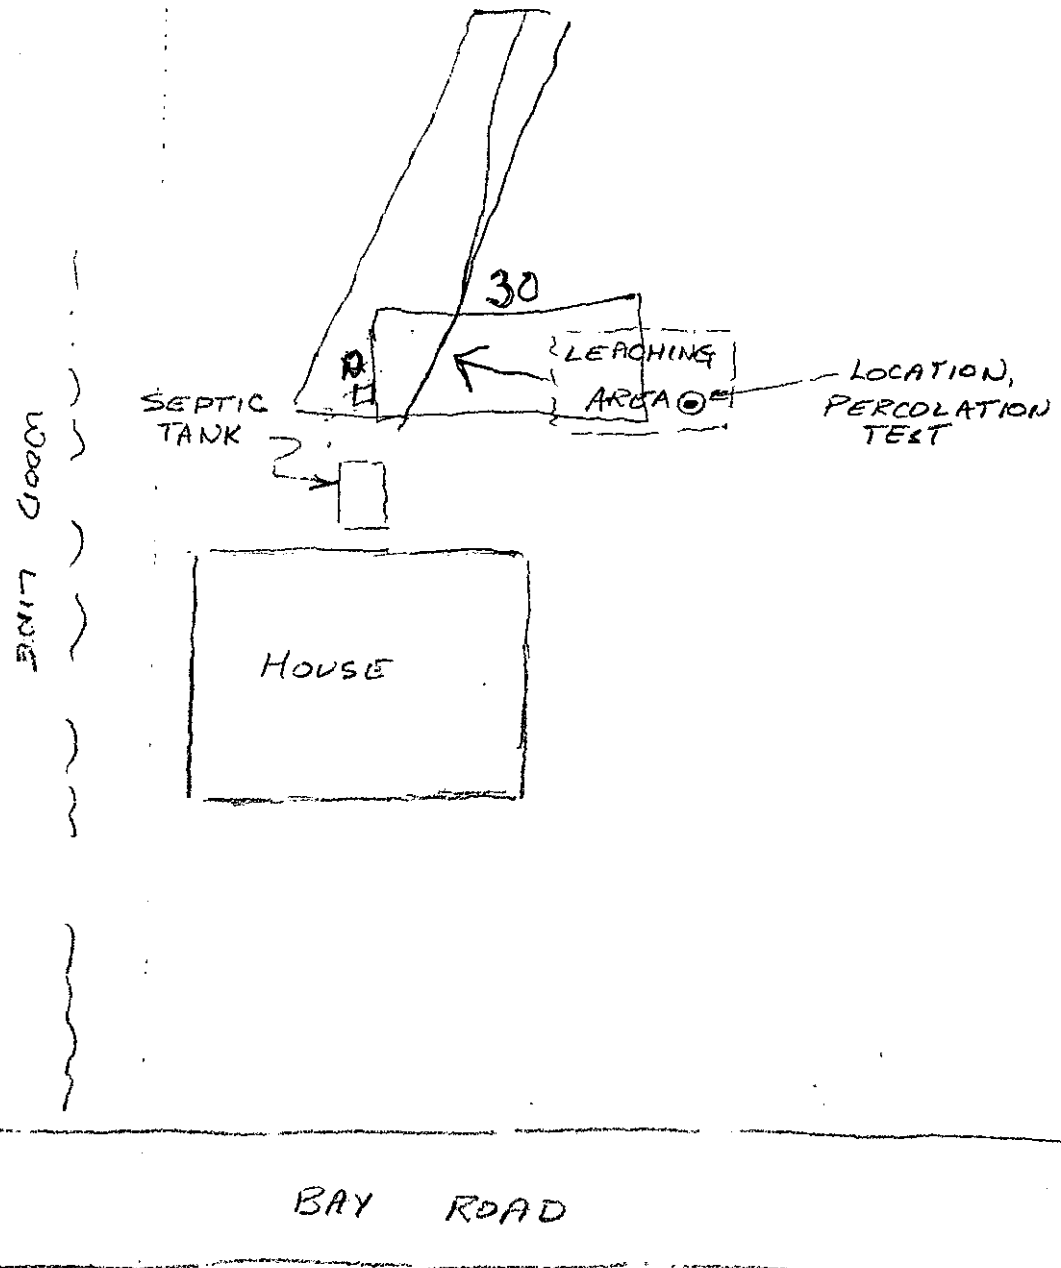 30
LEACHING
AREA
LOCATION,
PERCOLATION
TEST
SEPTIC
TANK
WOOD LINE
HOUSE
BAY ROAD